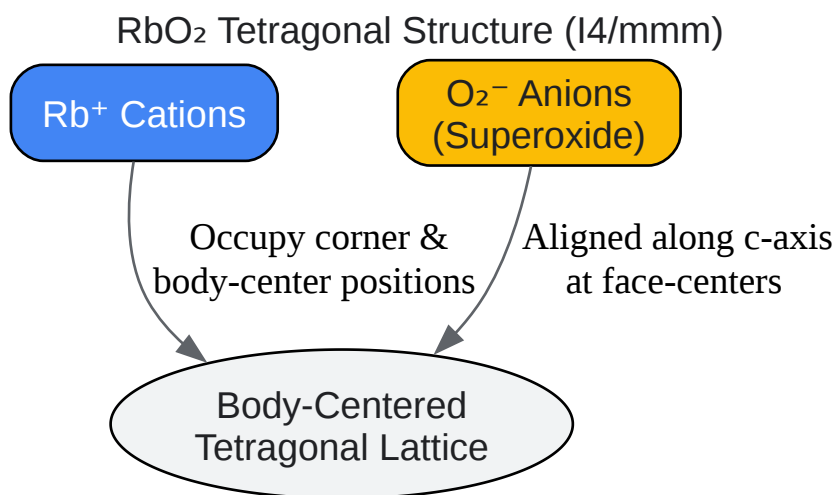 RbO₂ Tetragonal Structure (I4/mmm)
Rb⁺ Cations
O₂⁻ Anions
(Superoxide)
Occupy corner &
body-center positions
Aligned along c-axis
at face-centers
Body-Centered
Tetragonal Lattice